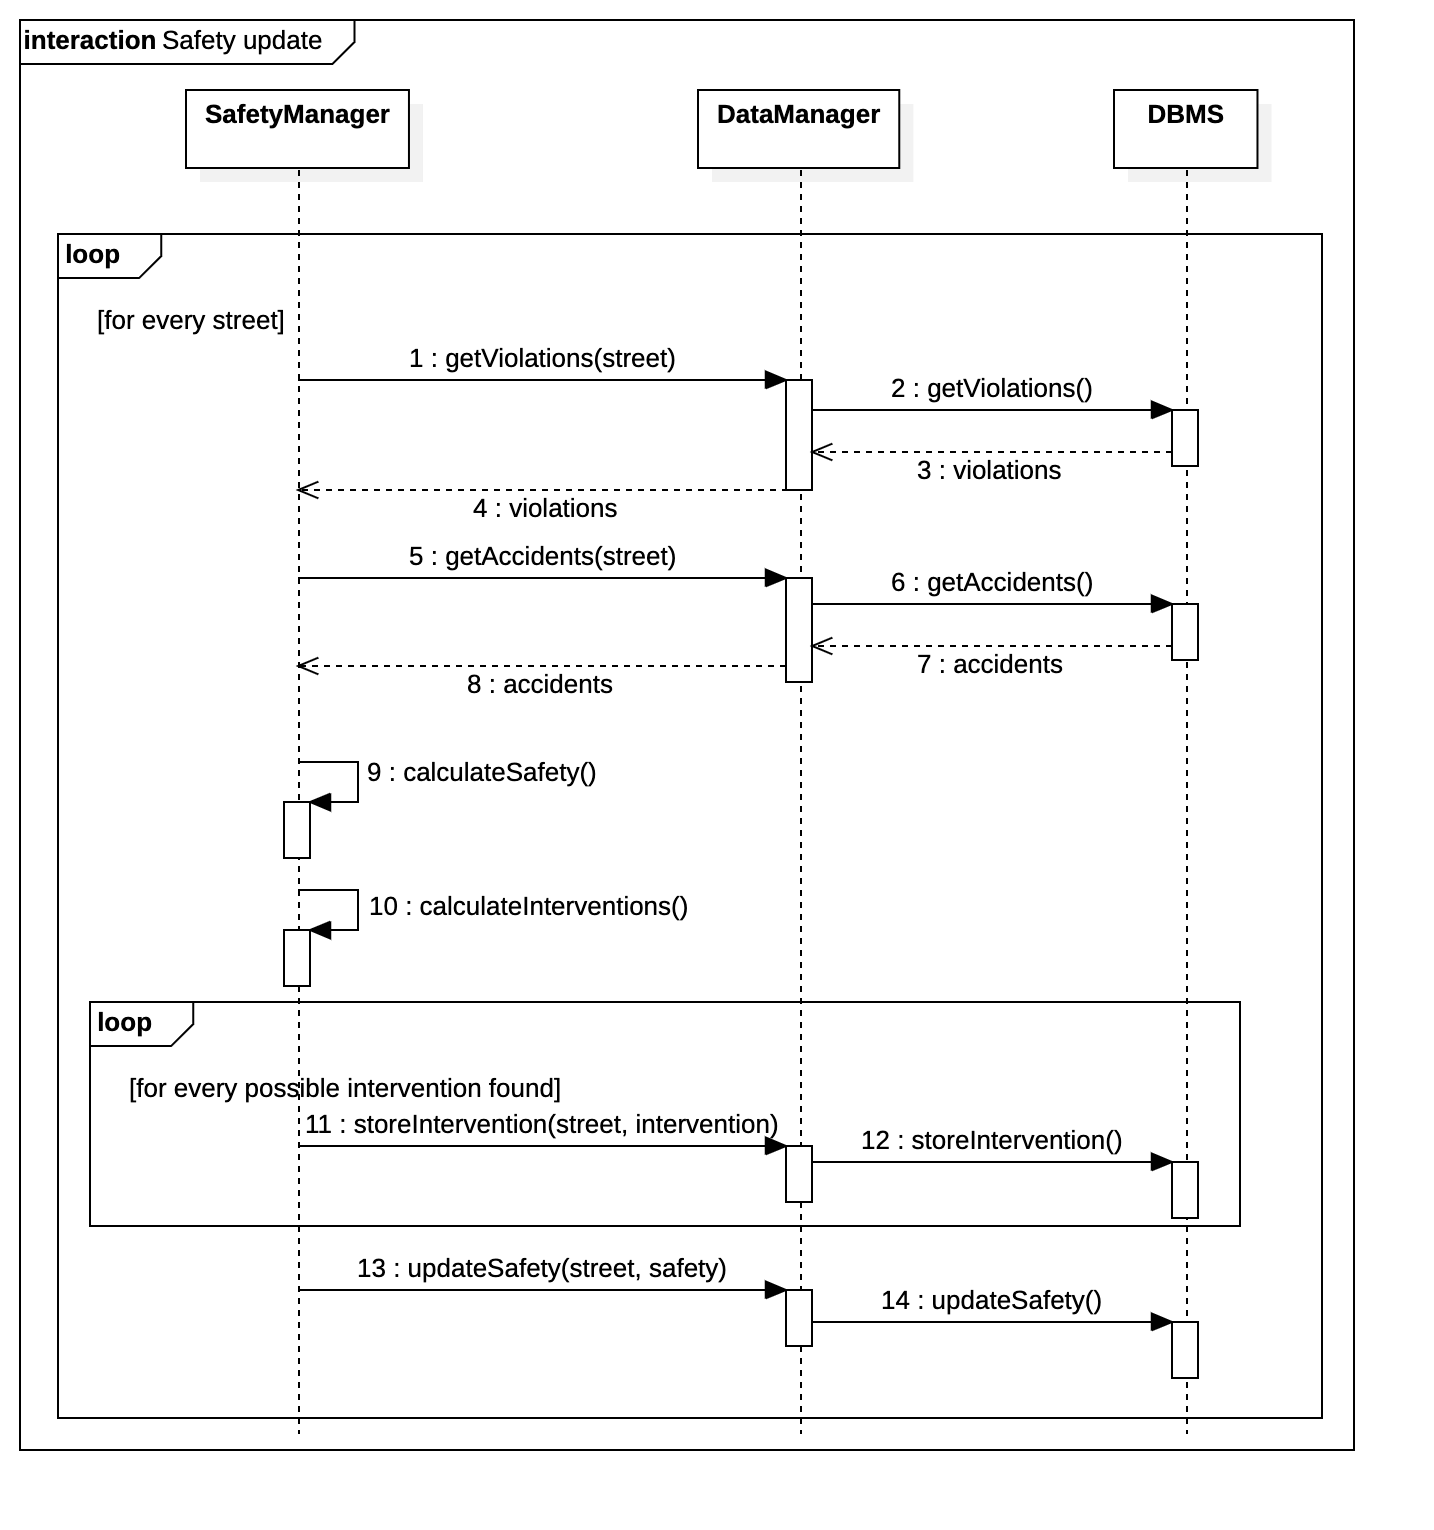 interaction Safety update
SafetyManager
DataManager
DBMS
loop
[for every street]
1 : getViolations(street)
2 : getViolations()
3 : violations
4 : violations
5 : getAccidents(street)
6 : getAccidents()
7 : accidents
8 : accidents
9 : calculateSafety()
10 : calculateInterventions()
loop
[for every possible intervention found]
11 : storeIntervention(street, intervention)
12 : storeIntervention()
13 : updateSafety(street, safety)
14 : updateSafety()